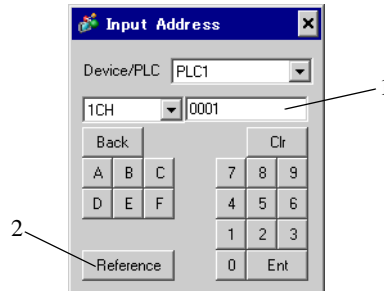 Input Address
Device/PLC PLC1
1CH 0001
Back Clr
A B C 7 8 9
D E F 4 5 6
1 2 3
Reference 0 Ent
2